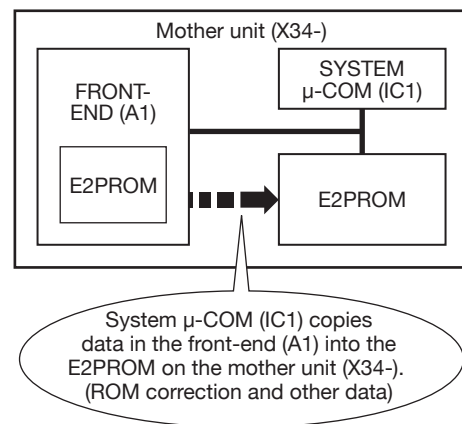 Mother unit (X34-)
FRONT-
END (A1)
E2PROM
SYSTEM
µ-COM (IC1)
E2PROM
System µ-COM (IC1) copies
data in the front-end (A1) into the
E2PROM on the mother unit (X34-).
(ROM correction and other data)